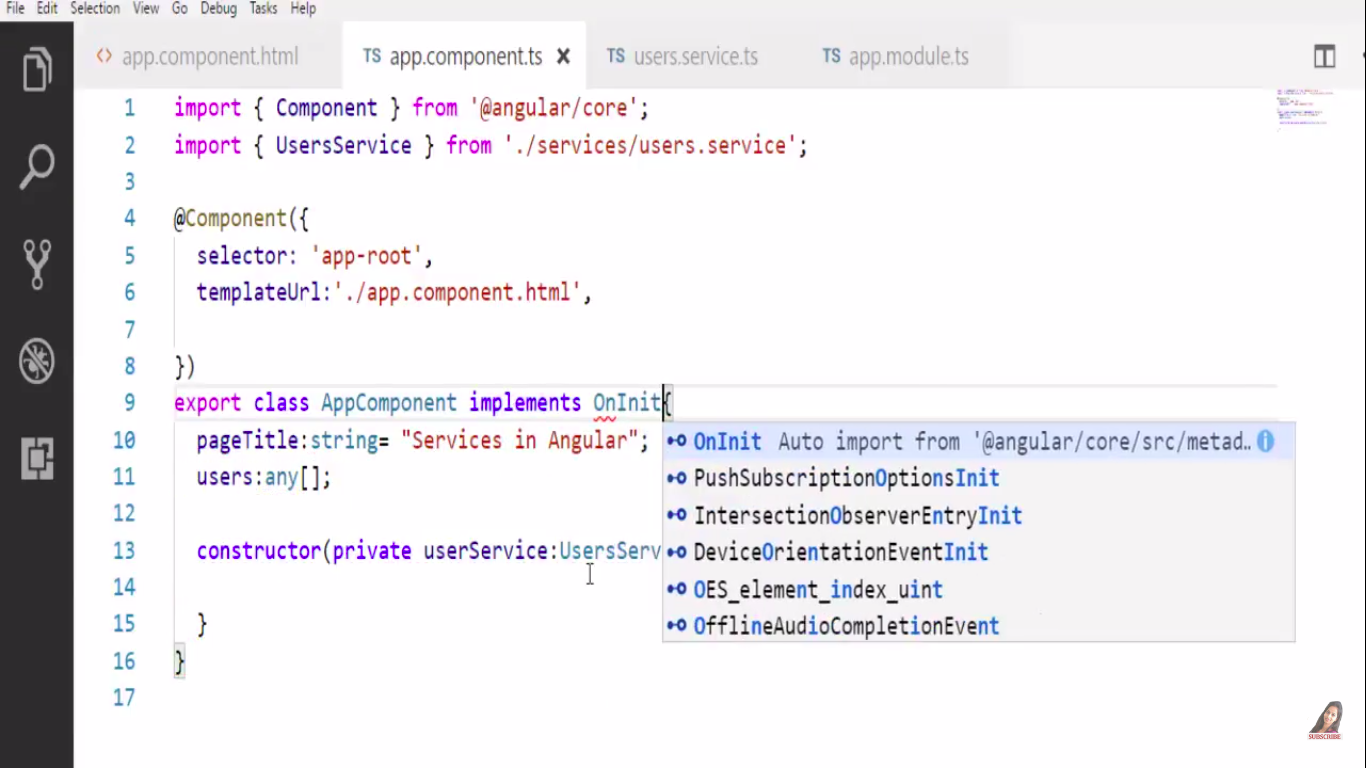 File Edit Selection View Go Debug Tasks Help
<> app.component.html TS app.component.ts × TS users.service.ts TS app.module.ts
1 import { Component } from '@angular/core';
2 import { UsersService } from './services/users.service';
3
4 @Component({
5 selector: 'app-root',
6 templateUrl:'./app.component.html',
7
8 })
9 export class AppComponent implements OnInit{
10 pageTitle:string= "Services in Angular";
11 users:any[];
12
13 constructor(private userService:UsersServ
14
15 }
16 }
17
OnInit Auto import from '@angular/core/src/metad…
PushSubscriptionOptionsInit
IntersectionObserverEntryInit
DeviceOrientationEventInit
OES_element_index_uint
OfflineAudioCompletionEvent
SUBSCRIBE